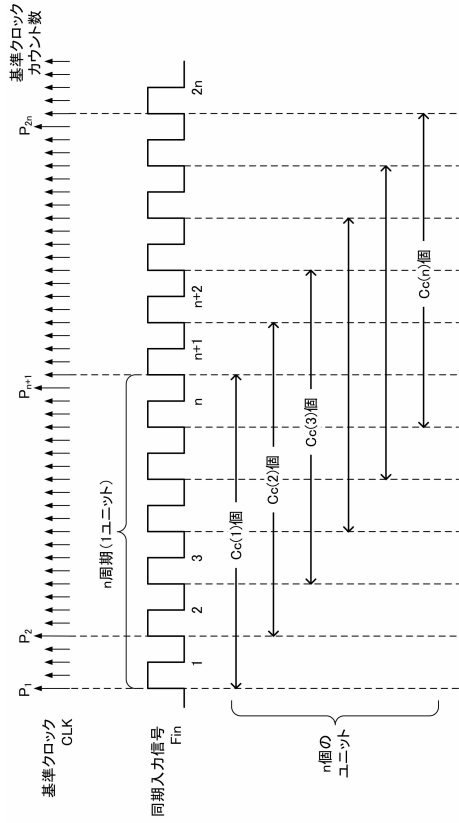 基準クロック
CLK
P1
P2
Pn+1
P2n
基準クロック
カウント数
n周期(1ユニット)
同期入力信号
Fin
1
2
3
n
n+1
n+2
2n
n個の
ユニット
Cc(1)個
Cc(2)個
Cc(3)個
Cc(n)個